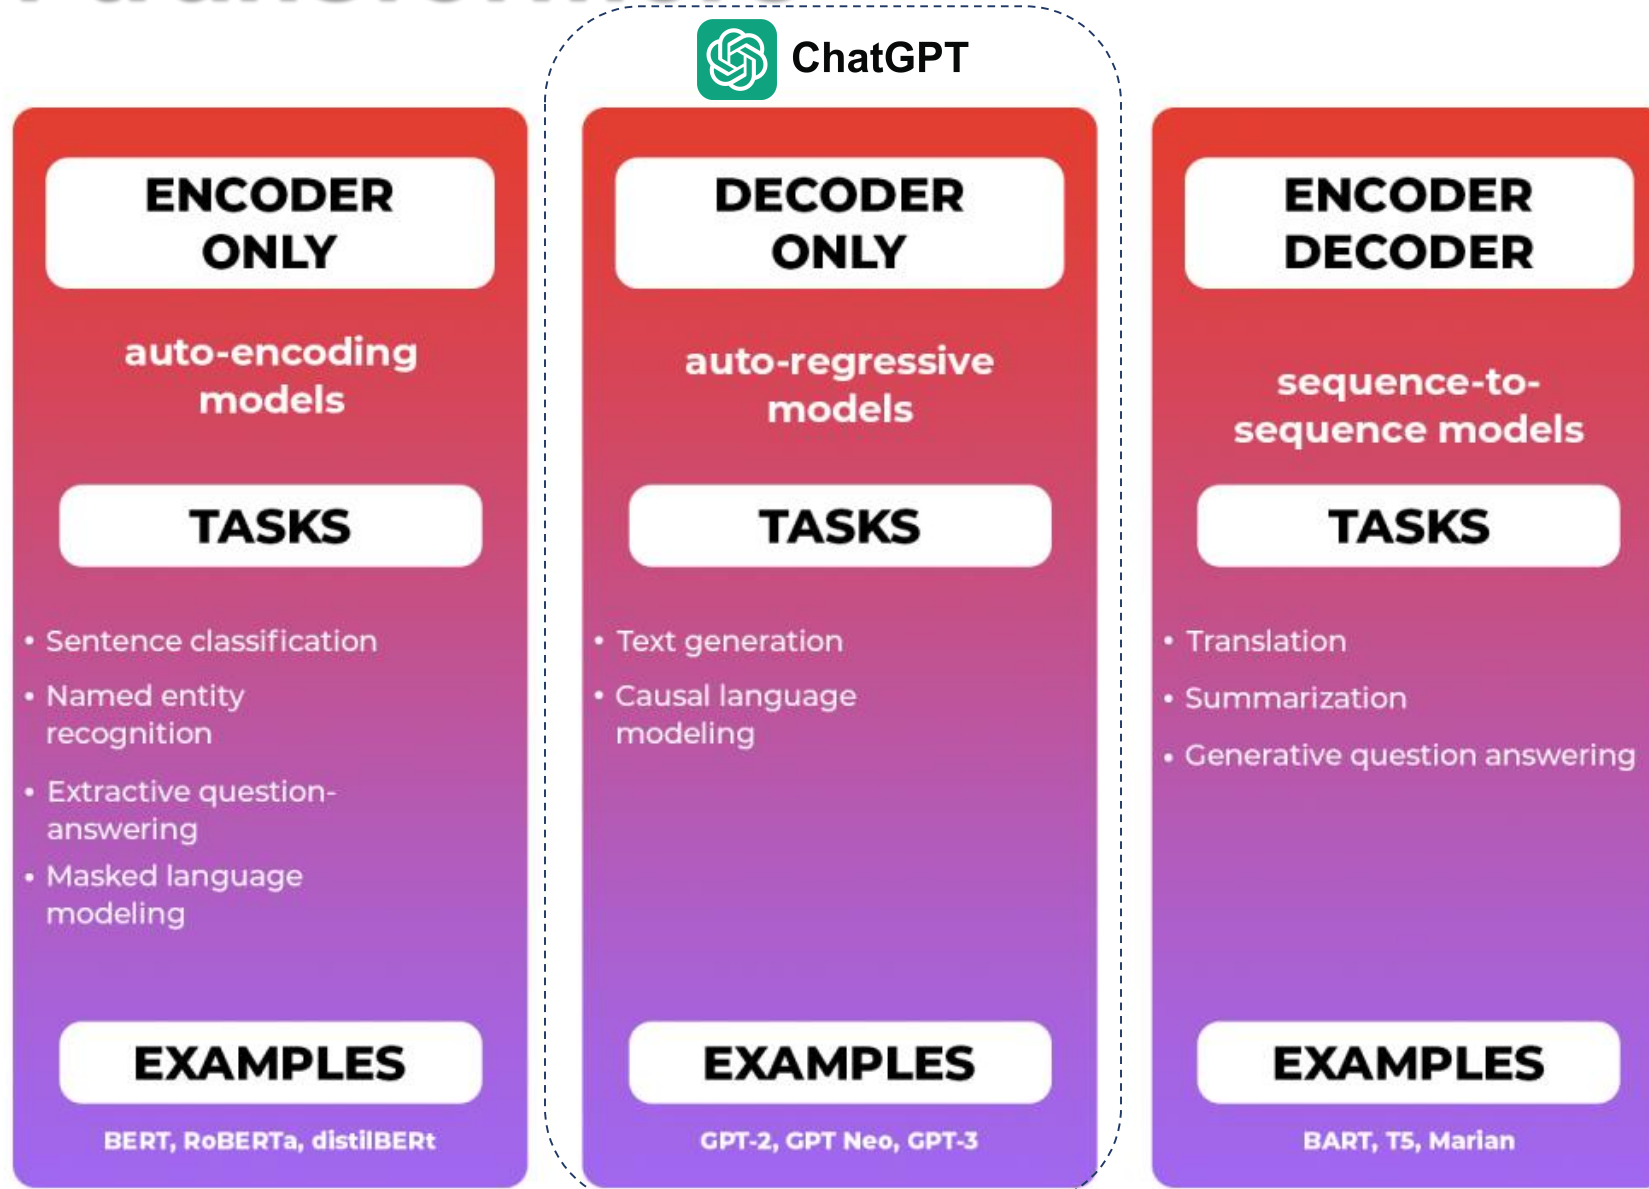 ChatGPT
ENCODER
ONLY
auto-encoding
models
TASKS
• Sentence classification
• Named entity
recognition
• Extractive question-
answering
• Masked language
modeling
EXAMPLES
BERT, RoBERTa, distilBERt
DECODER
ONLY
auto-regressive
models
TASKS
• Text generation
• Causal language
modeling
EXAMPLES
GPT-2, GPT Neo, GPT-3
ENCODER
DECODER
sequence-to-
sequence models
TASKS
• Translation
• Summarization
• Generative question answering
EXAMPLES
BART, T5, Marian